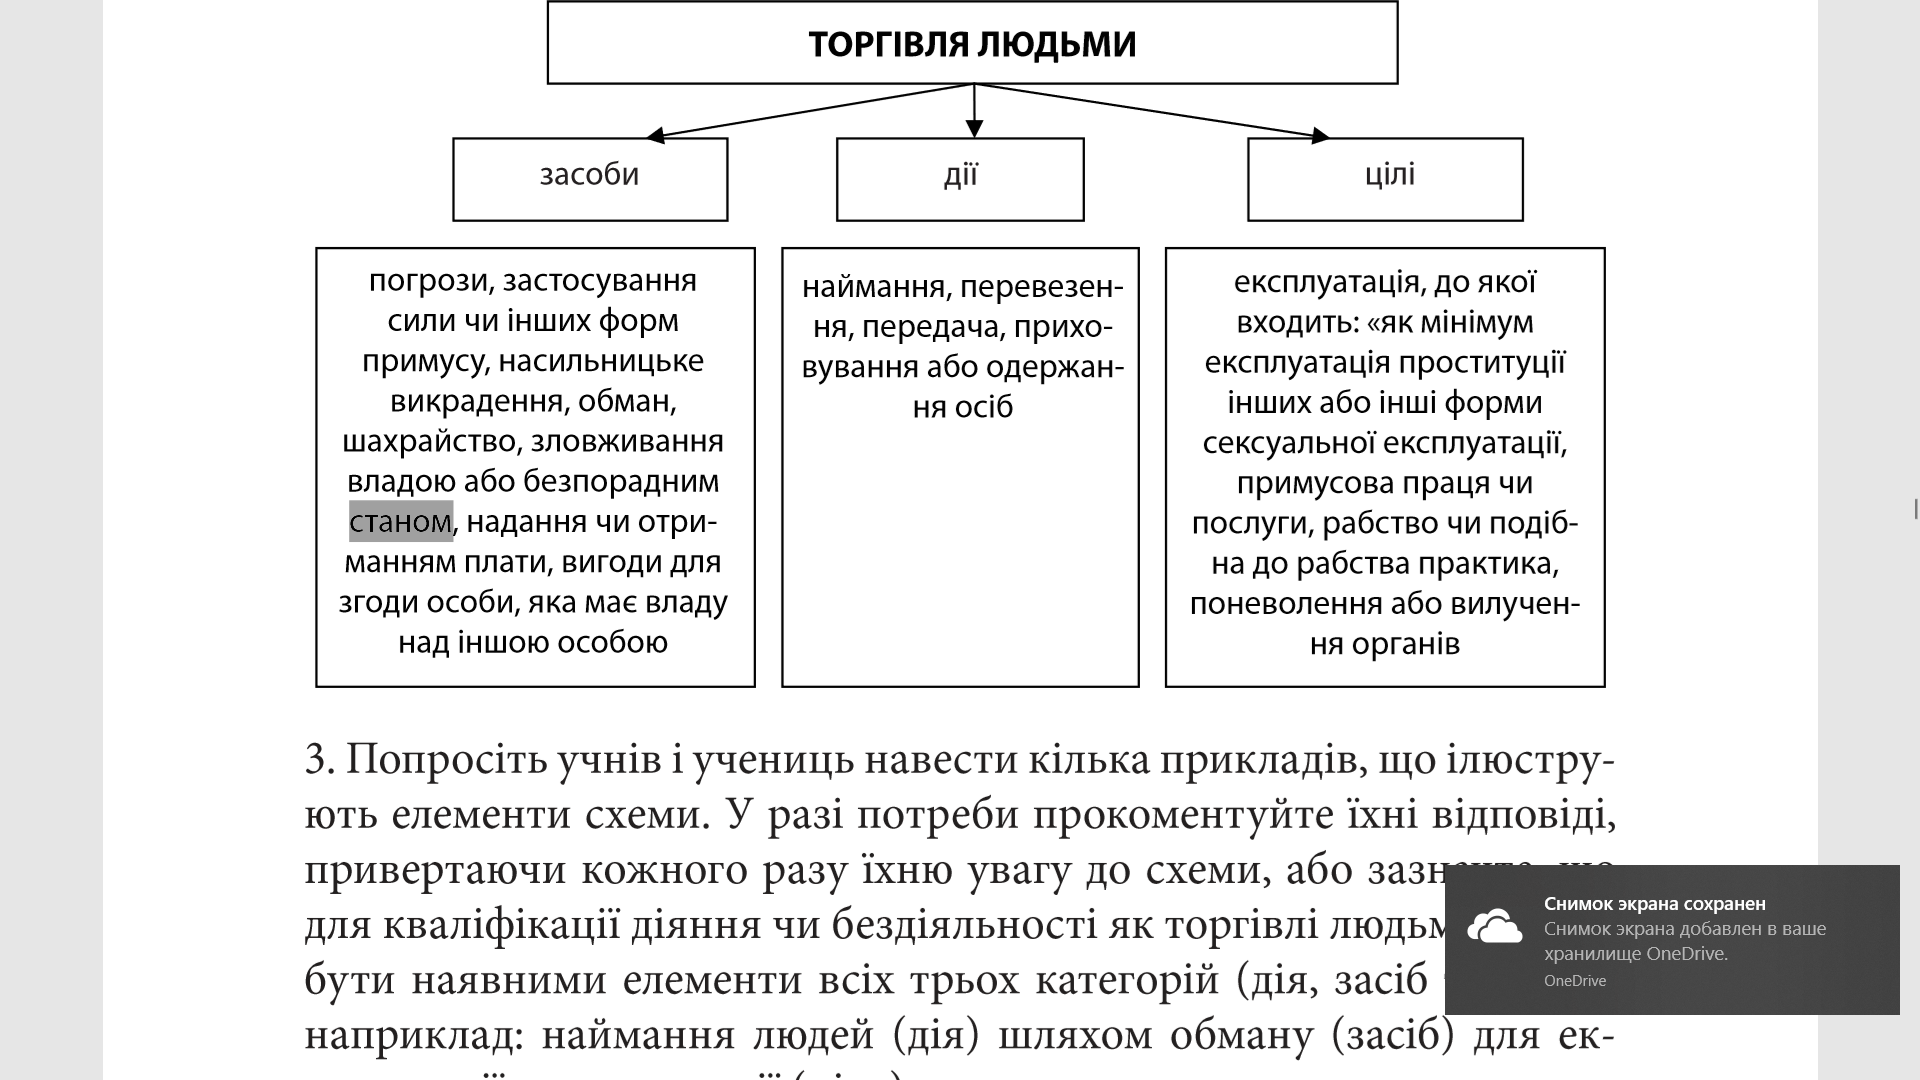 ТОРГІВЛЯ ЛЮДЬМИ
засоби
дії
цілі
погрози, застосування
сили чи інших форм
примусу, насильницьке
викрадення, обман,
шахрайство, зловживання
владою або безпорадним
станом, надання чи отри-
манням плати, вигоди для
згоди особи, яка має владу
над іншою особою
наймання, перевезен-
ня, передача, прихо-
вування або одержан-
ня осіб
експлуатація, до якої
входить: «як мінімум
експлуатація проституції
інших або інші форми
сексуальної експлуатації,
примусова праця чи
послуги, рабство чи подіб-
на до рабства практика,
поневолення або вилучен-
ня органів
3. Попросіть учнів і учениць навести кілька прикладів, що ілюстру-
ють елементи схеми. У разі потреби прокоментуйте їхні відповіді,
привертаючи кожного разу їхню увагу до схеми, або
для кваліфікації діяння чи бездіяльності як торгівлі
бути наявними елементи всіх трьох категорій (дія, засіб
наприклад: наймання людей (дія) шляхом обману (засіб) для ек-
Снимок экрана сохранен
Снимок экрана добавлен в ваше
хранилище OneDrive.
OneDrive